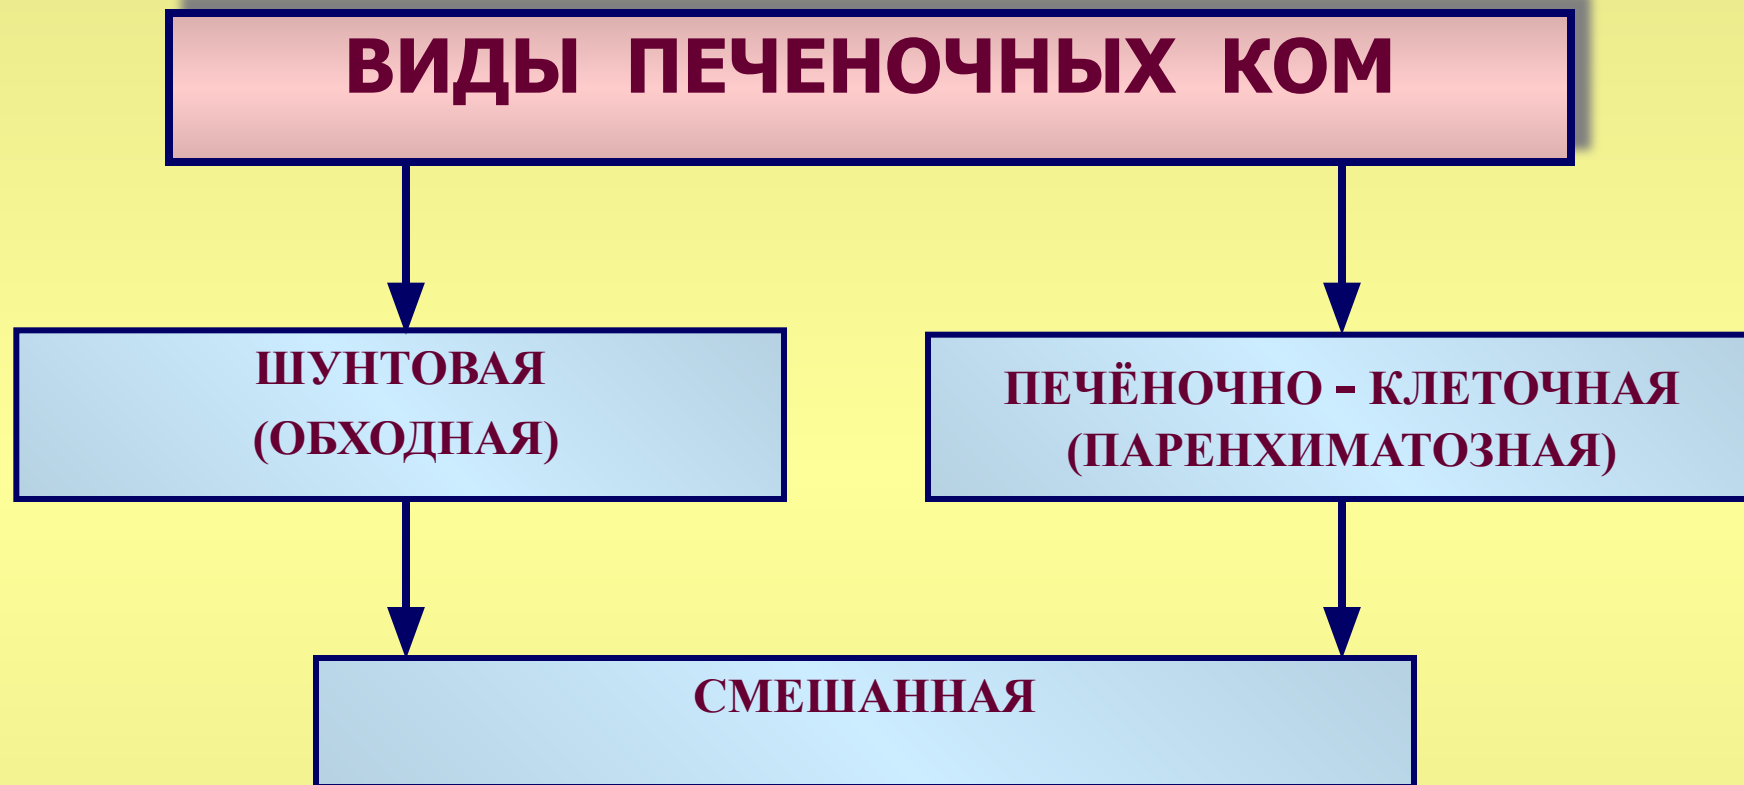 ВИДЫ ПЕЧЕНОЧНЫХ КОМ
ШУНТОВАЯ
(ОБХОДНАЯ)
ПЕЧЁНОЧНО - КЛЕТОЧНАЯ
(ПАРЕНХИМАТОЗНАЯ)
СМЕШАННАЯ